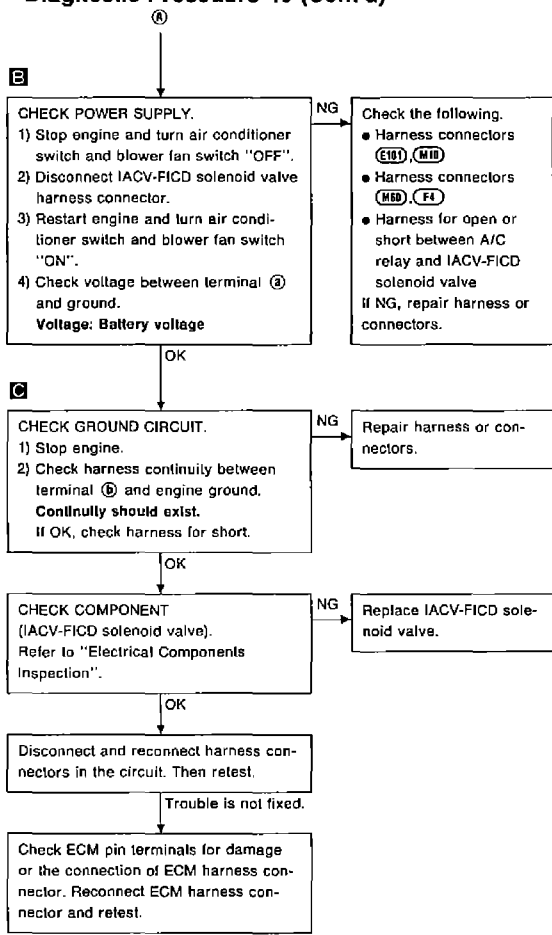 Diagnostic Procedure 43 (Cont'd)
Ⓐ
B
CHECK POWER SUPPLY.
1) Stop engine and turn air conditioner
switch and blower fan switch "OFF".
2) Disconnect IACV-FICD solenoid valve
harness connector.
3) Restart engine and turn air condi-
tioner switch and blower fan switch
"ON".
4) Check voltage between terminal ⓐ
and ground.
Voltage: Battery voltage
NG
Check the following.
● Harness connectors
(E101),(M10)
● Harness connectors
(M60),(F4)
● Harness for open or
short between A/C
relay and IACV-FICD
solenoid valve
If NG, repair harness or
connectors.
OK
C
CHECK GROUND CIRCUIT.
1) Stop engine.
2) Check harness continuity between
terminal ⓑ and engine ground.
Continuity should exist.
If OK, check harness for short.
NG
Repair harness or con-
nectors.
OK
CHECK COMPONENT
(IACV-FICD solenoid valve).
Refer to "Electrical Components
Inspection".
NG
Replace IACV-FICD sole-
noid valve.
OK
Disconnect and reconnect harness con-
nectors in the circuit. Then retest.
Trouble is not fixed.
Check ECM pin terminals for damage
or the connection of ECM harness con-
nector. Reconnect ECM harness con-
nector and retest.